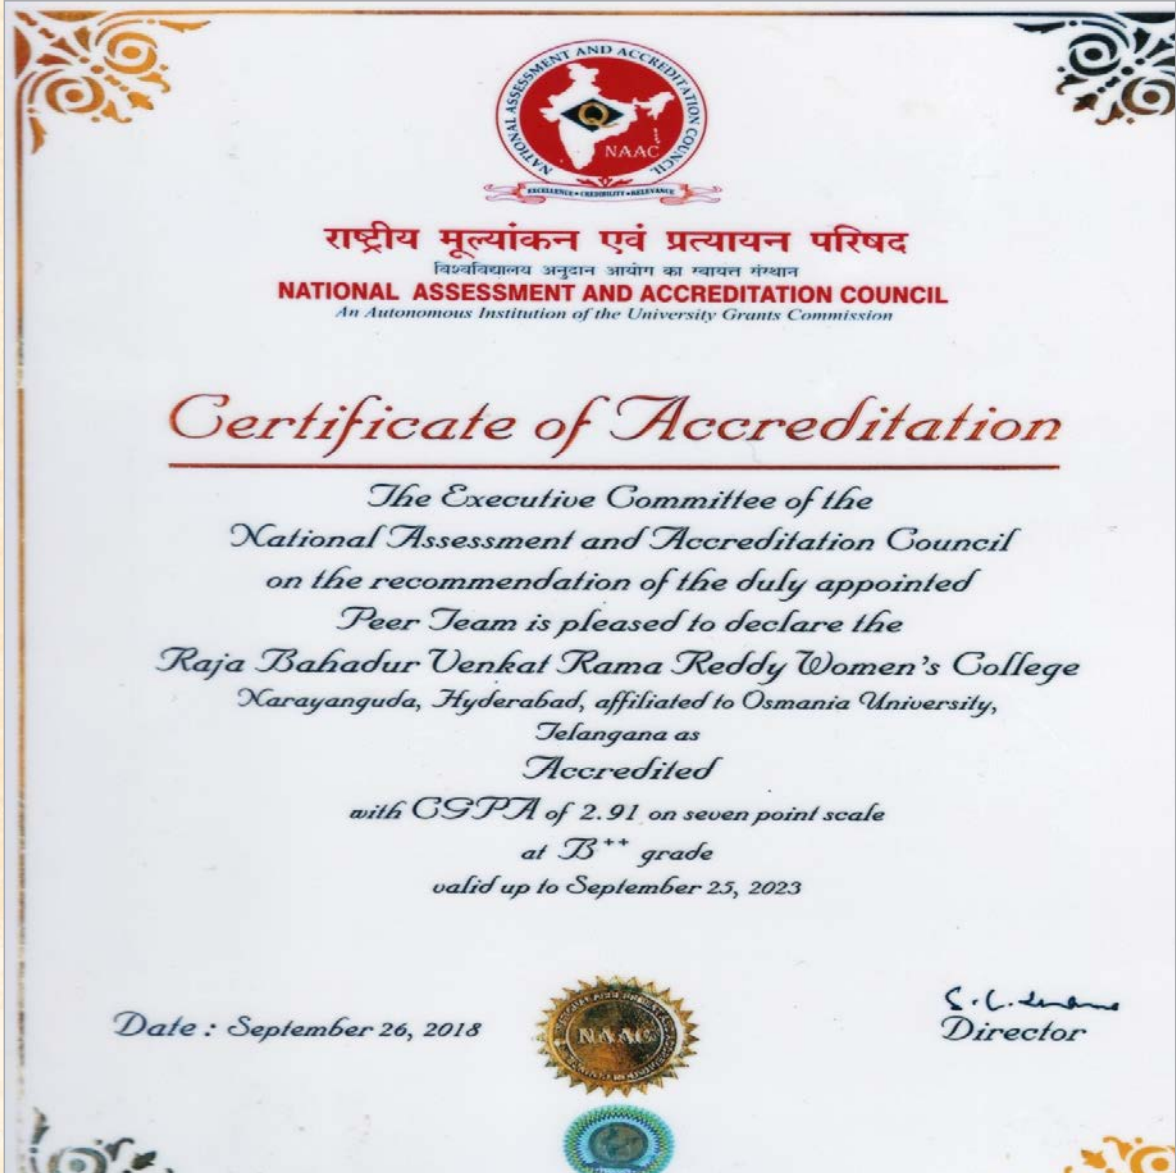 NATIONAL ASSESSMENT AND ACCREDITATION COUNCIL
Q
NAAC
EXCELLENCE • CREDIBILITY • RELEVANCE
राष्ट्रीय मूल्यांकन एवं प्रत्यायन परिषद
विश्वविद्यालय अनुदान आयोग का स्वायत्त संस्थान
NATIONAL ASSESSMENT AND ACCREDITATION COUNCIL
An Autonomous Institution of the University Grants Commission
Certificate of Accreditation
The Executive Committee of the
National Assessment and Accreditation Council
on the recommendation of the duly appointed
Peer Team is pleased to declare the
Raja Bahadur Venkat Rama Reddy Women's College
Narayanguda, Hyderabad, affiliated to Osmania University,
Telangana as
Accredited
with CGPA of 2.91 on seven point scale
at B++ grade
valid up to September 25, 2023
Date : September 26, 2018
NAAC
Director